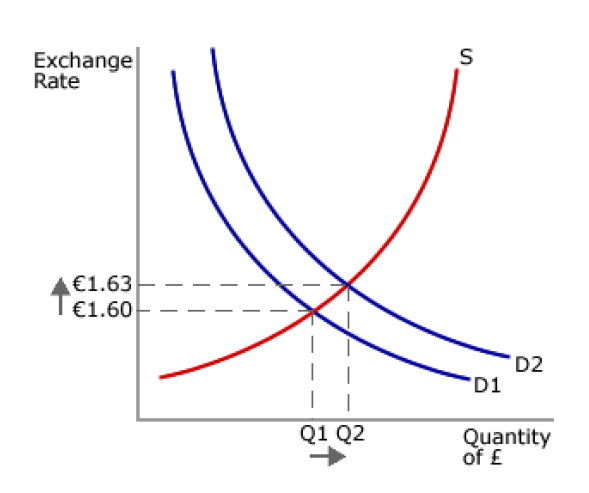 Exchange
Rate
S
€1.63
€1.60
D2
D1
Q1 Q2
Quantity
of £